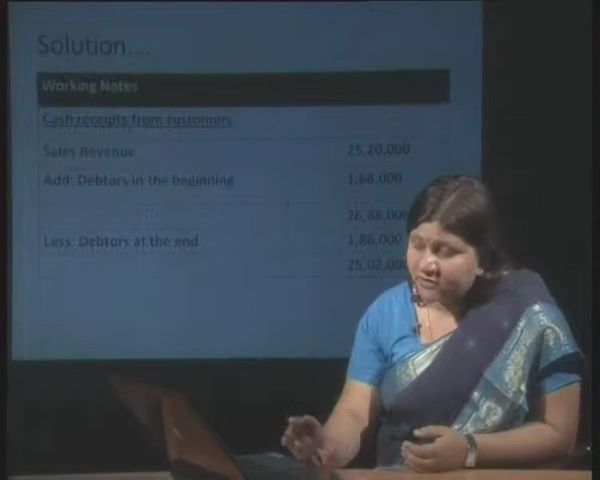 Solution....
Working Notes
Cash receipts from customers
Sales Revenue 25,20,000
Add: Debtors in the beginning 1,68,000
26,88,000
Less: Debtors at the end 1,86,000
25,02,000